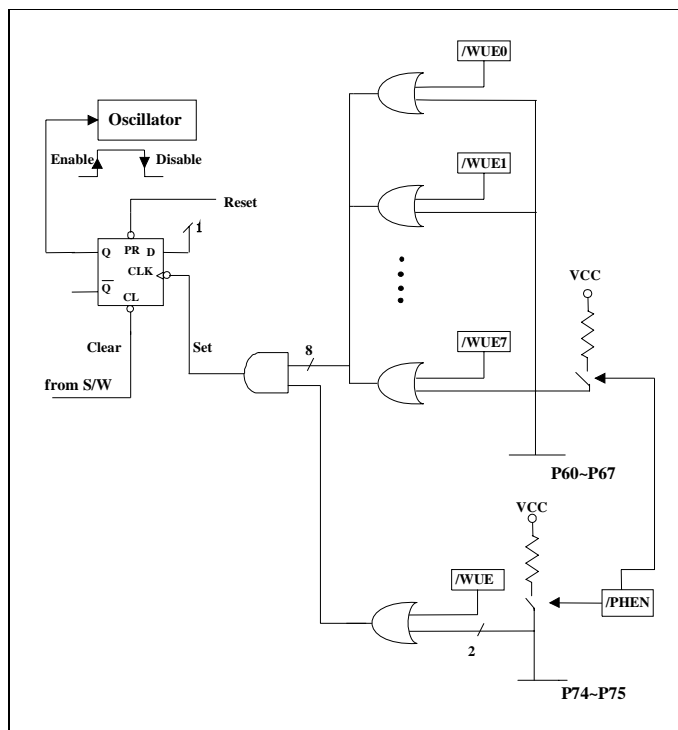 /WUE0
Oscillator
Enable
Disable
/WUE1
Reset
1
Q
PR
D
CLK
Q
CL
VCC
Clear
Set
8
/WUE7
from S/W
P60~P67
VCC
/WUE
/PHEN
2
P74~P75